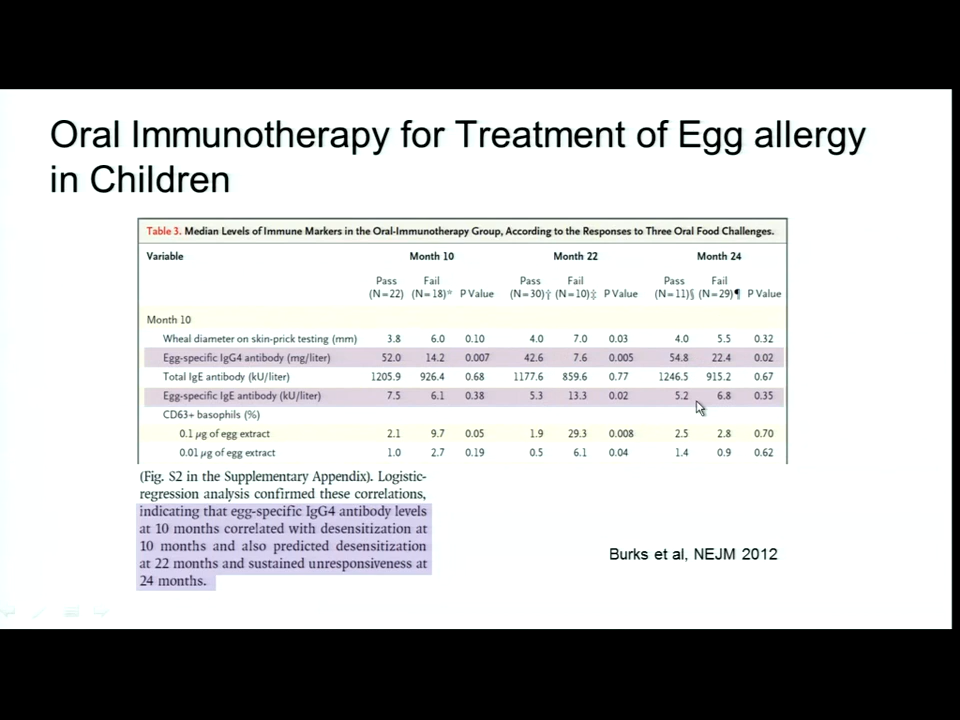 Oral Immunotherapy for Treatment of Egg allergy
in Children
Table 3. Median Levels of Immune Markers in the Oral-Immunotherapy Group, According to the Responses to Three Oral Food Challenges.
Variable Month 10 Month 22 Month 24
Pass Fail Pass Fail Pass Fail
(N=22) (N=18)* P Value (N=30)† (N=10)‡ P Value (N=11)§ (N=29)¶ P Value
Month 10
Wheal diameter on skin-prick testing (mm) 3.8 6.0 0.10 4.0 7.0 0.03 4.0 5.5 0.32
Egg-specific IgG4 antibody (mg/liter) 52.0 14.2 0.007 42.6 7.6 0.005 54.8 22.4 0.02
Total IgE antibody (kU/liter) 1205.9 926.4 0.68 1177.6 859.6 0.77 1246.5 915.2 0.67
Egg-specific IgE antibody (kU/liter) 7.5 6.1 0.38 5.3 13.3 0.02 5.2 6.8 0.35
CD63+ basophils (%)
0.1 μg of egg extract 2.1 9.7 0.05 1.9 29.3 0.008 2.5 2.8 0.70
0.01 μg of egg extract 1.0 2.7 0.19 0.5 6.1 0.04 1.4 0.9 0.62
(Fig. S2 in the Supplementary Appendix). Logistic-
regression analysis confirmed these correlations,
indicating that egg-specific IgG4 antibody levels
at 10 months correlated with desensitization at
10 months and also predicted desensitization
at 22 months and sustained unresponsiveness at
24 months.
Burks et al, NEJM 2012